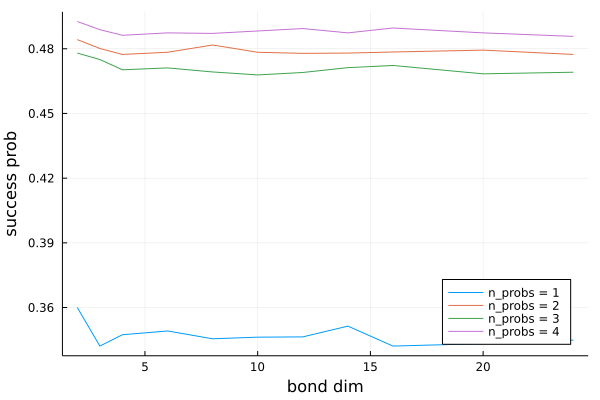 success prob
0.48
0.45
0.42
0.39
0.36
n_probs = 1
n_probs = 2
n_probs = 3
n_probs = 4
5
10
15
20
bond dim